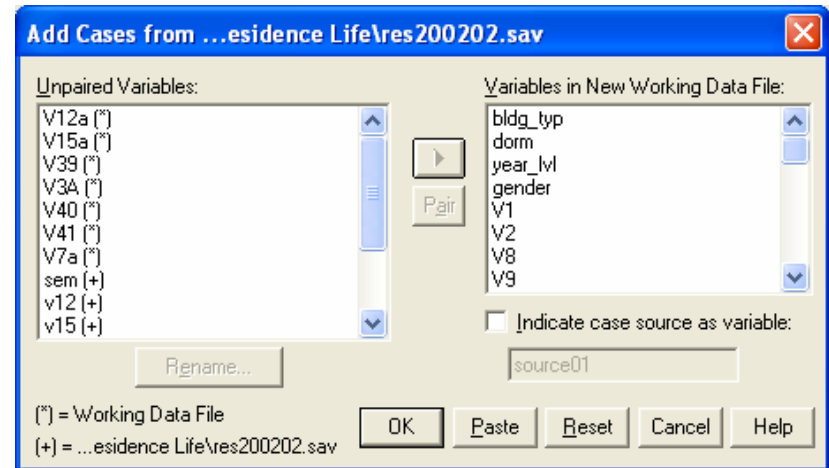 Add Cases from ...esidence Life\res200202.sav
Unpaired Variables:
V12a (*)
V15a (*)
V39 (*)
V3A (*)
V40 (*)
V41 (*)
V7a (*)
sem (+)
v12 (+)
v15 (+)
Rename...
(*) = Working Data File
(+) = ...esidence Life\res200202.sav
Pair
Variables in New Working Data File:
bldg_typ
dorm
year_lvl
gender
V1
V2
V8
V9
Indicate case source as variable:
source01
OK Paste Reset Cancel Help